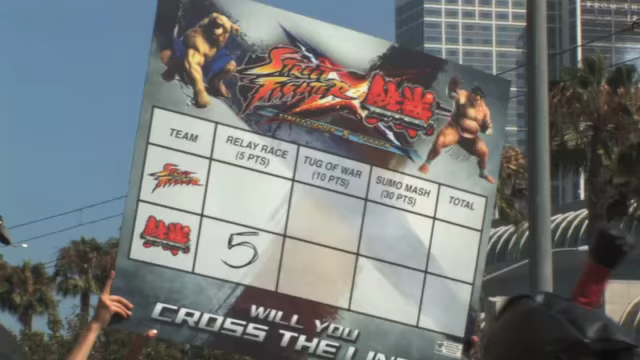 STREET FIGHTER X 鉄拳
TEAM RELAY RACE (5 PTS) TUG OF WAR (10 PTS) SUMO MASH (30 PTS) TOTAL
STREET FIGHTER
鉄拳 5
WILL YOU
CROSS THE LINE